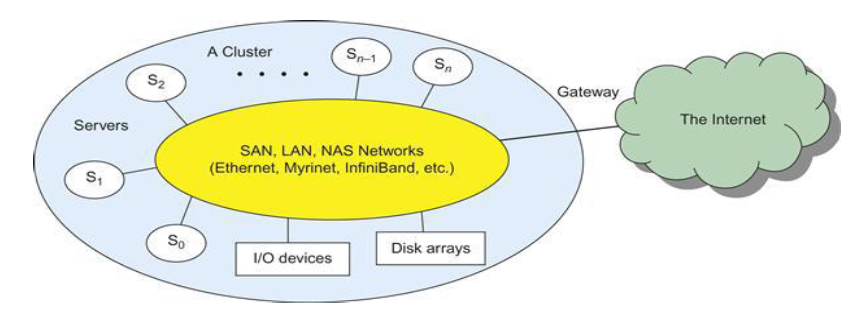 A Cluster
• • • •
Sn–1
Sn
S2
Gateway
The Internet
Servers
SAN, LAN, NAS Networks
(Ethernet, Myrinet, InfiniBand, etc.)
S1
S0
I/O devices
Disk arrays